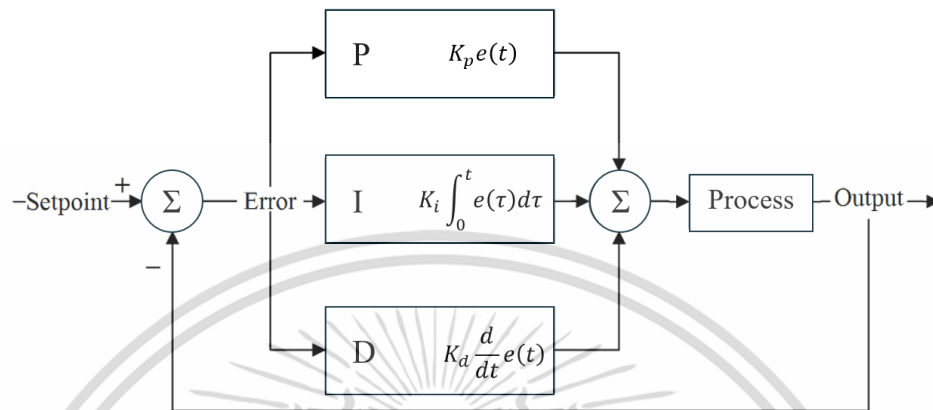 P K_p e(t)
–Setpoint
+
Σ
Error
I K_i ∫_0^t e(τ)dτ
Σ
Process
Output
–
D K_d d/dt e(t)